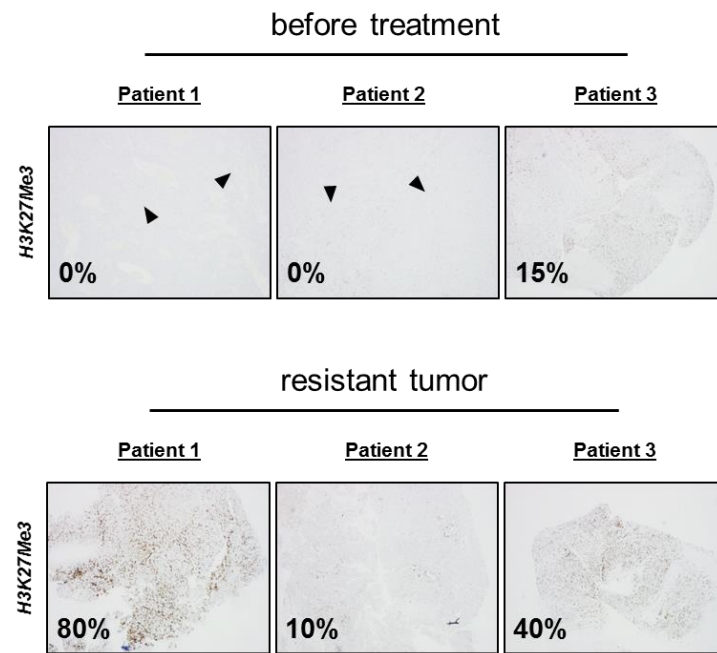 before treatment
Patient 1 Patient 2 Patient 3
H3K27Me3
0% 0% 15%
resistant tumor
Patient 1 Patient 2 Patient 3
H3K27Me3
80% 10% 40%